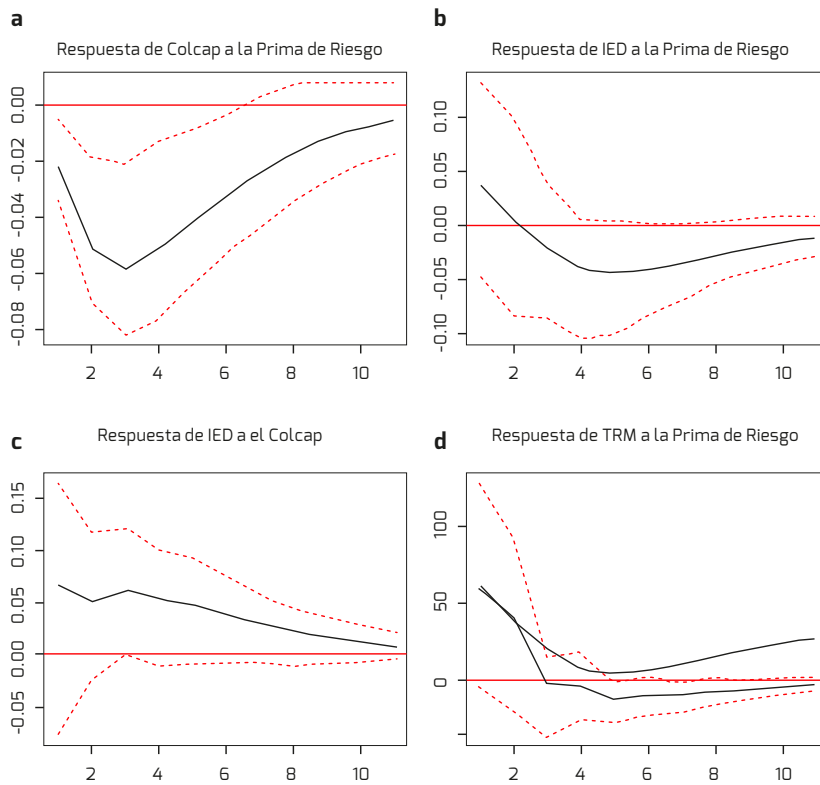 a
Respuesta de Colcap a la Prima de Riesgo
0.00
-0.02
-0.04
-0.06
-0.08
2 4 6 8 10
b
Respuesta de IED a la Prima de Riesgo
0.10
0.05
0.00
-0.05
-0.10
2 4 6 8 10
c
Respuesta de IED a el Colcap
0.15
0.10
0.05
0.00
-0.05
2 4 6 8 10
d
Respuesta de TRM a la Prima de Riesgo
100
50
0
2 4 6 8 10